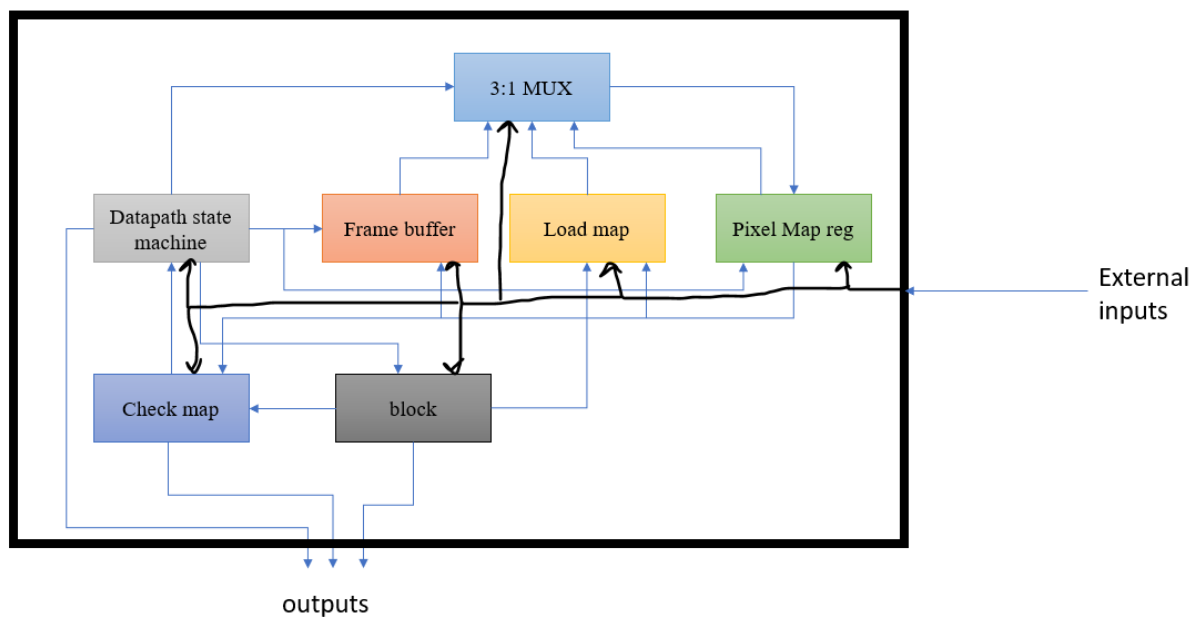 3:1 MUX
Datapath state
machine
Frame buffer
Load map
Pixel Map reg
External
inputs
Check map
block
outputs